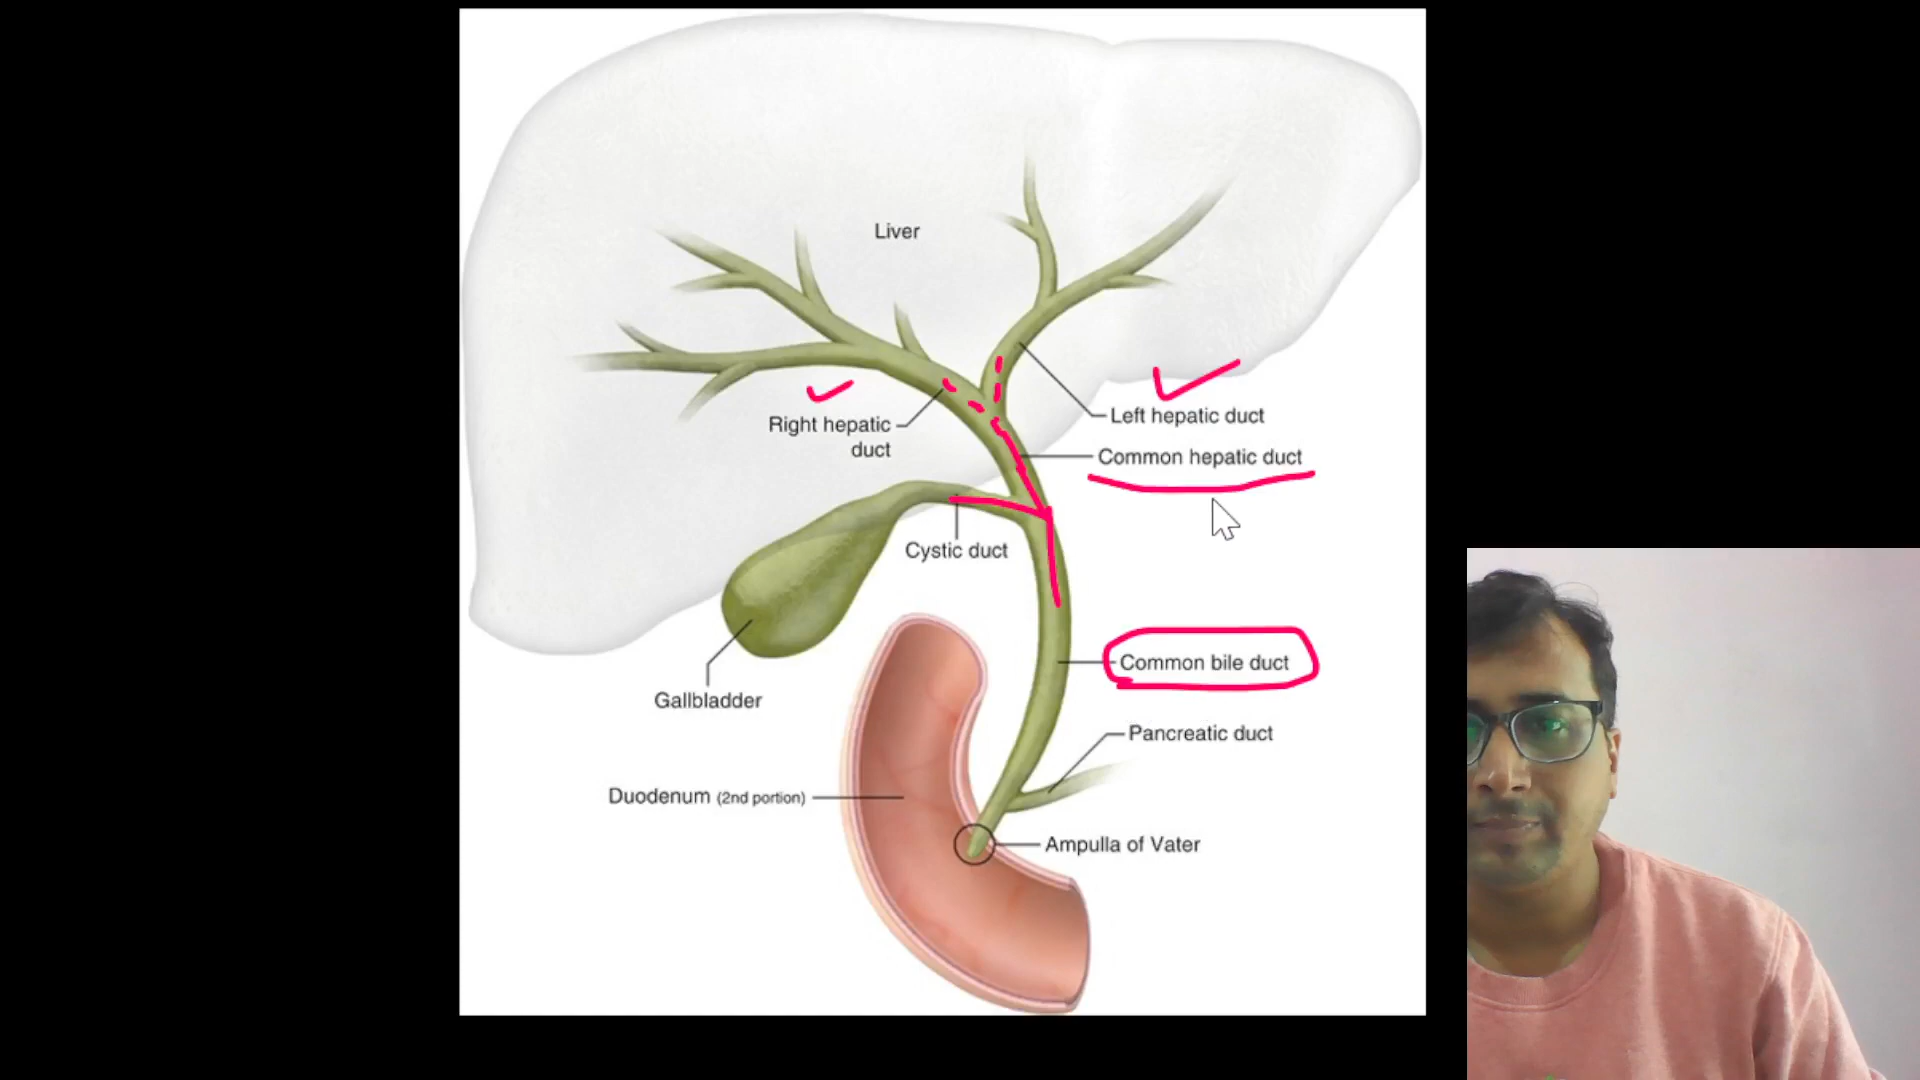 Liver
Right hepatic
duct
Left hepatic duct
Common hepatic duct
Cystic duct
Common bile duct
Gallbladder
Pancreatic duct
Duodenum (2nd portion)
Ampulla of Vater